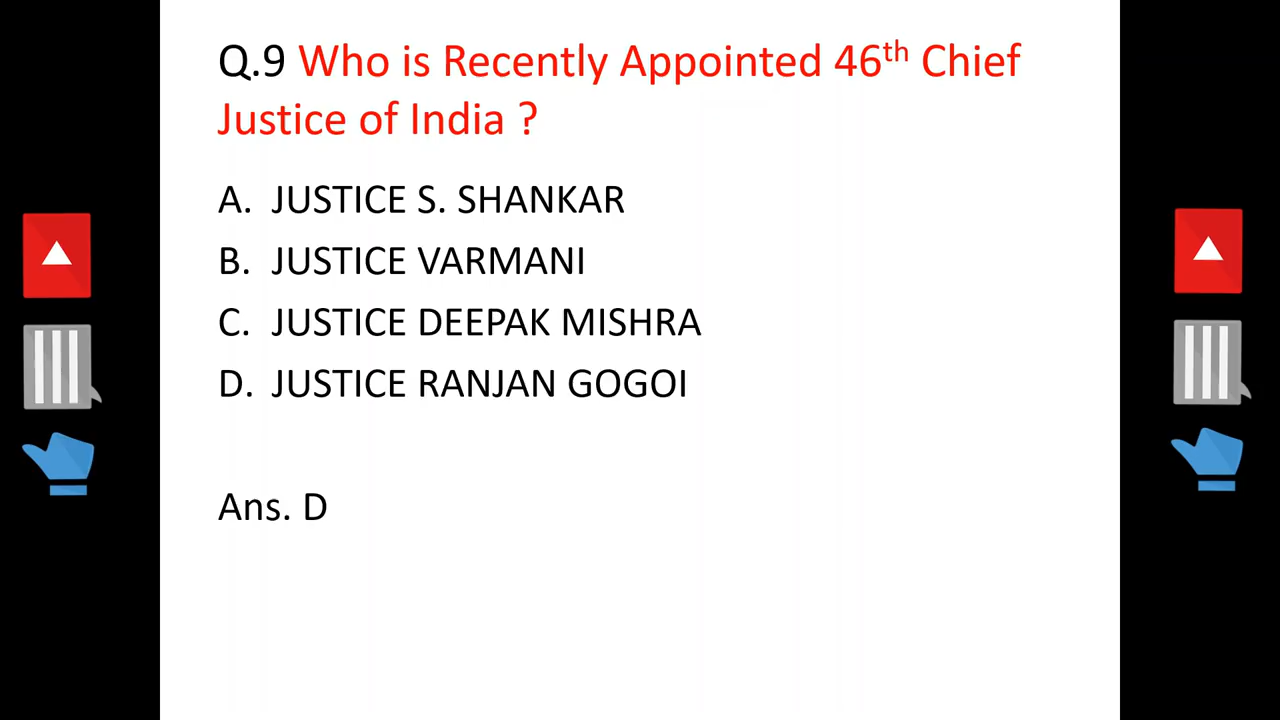 Q.9 Who is Recently Appointed 46th Chief
Justice of India ?
A. JUSTICE S. SHANKAR
B. JUSTICE VARMANI
C. JUSTICE DEEPAK MISHRA
D. JUSTICE RANJAN GOGOI
Ans. D